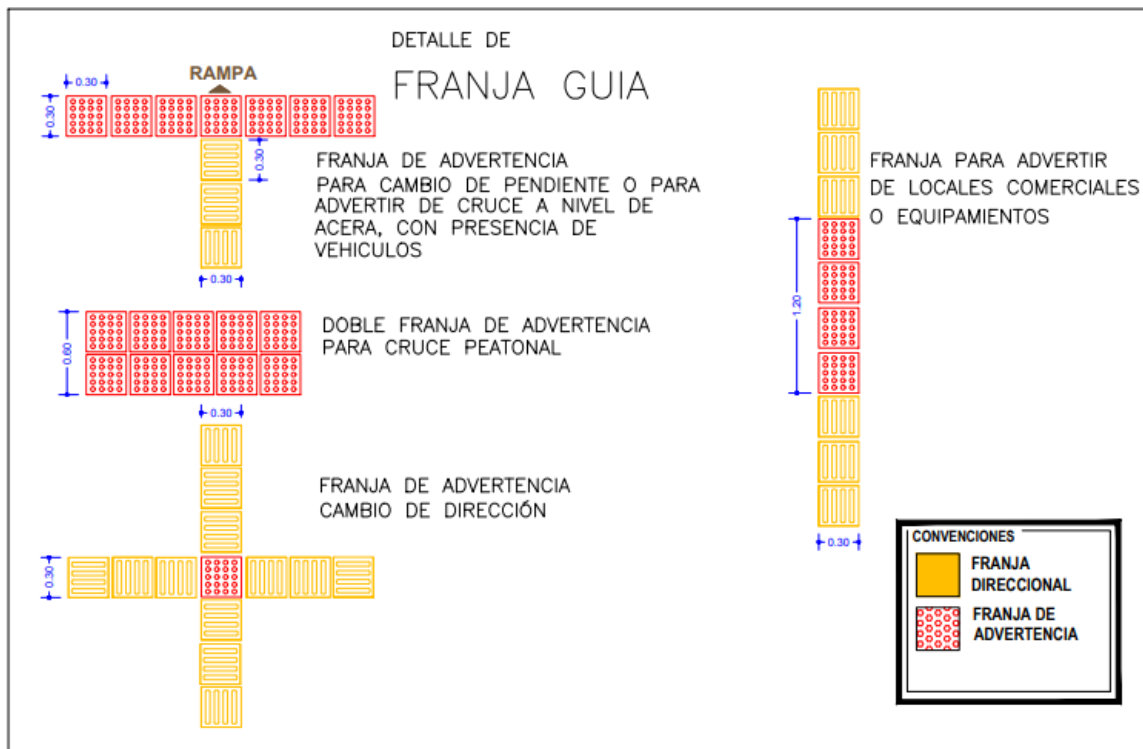 DETALLE DE
FRANJA GUIA
RAMPA
0.30
0.30
0.30
FRANJA DE ADVERTENCIA
PARA CAMBIO DE PENDIENTE O PARA
ADVERTIR DE CRUCE A NIVEL DE
ACERA, CON PRESENCIA DE
VEHICULOS
0.30
0.60
DOBLE FRANJA DE ADVERTENCIA
PARA CRUCE PEATONAL
0.30
FRANJA DE ADVERTENCIA
CAMBIO DE DIRECCIÓN
0.30
FRANJA PARA ADVERTIR
DE LOCALES COMERCIALES
O EQUIPAMIENTOS
1.20
0.30
CONVENCIONES
FRANJA
DIRECCIONAL
FRANJA DE
ADVERTENCIA